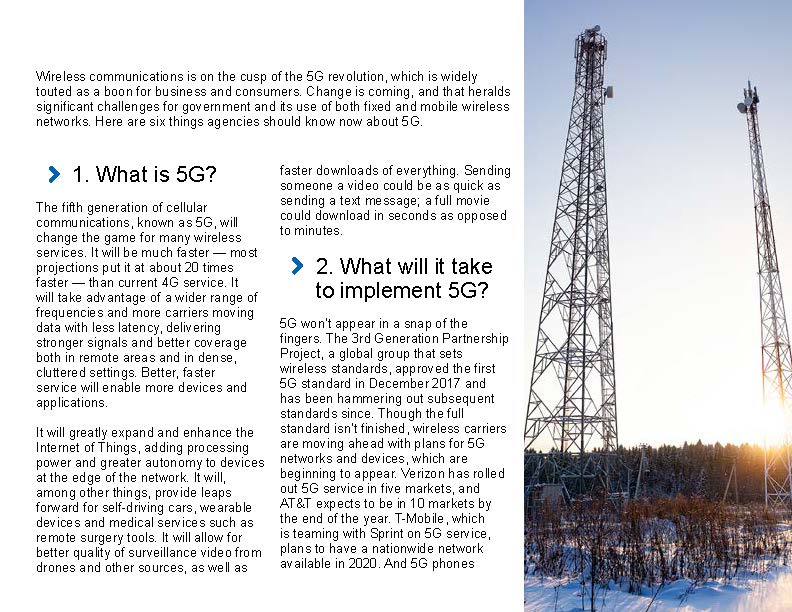 Wireless communications is on the cusp of the 5G revolution, which is widely
touted as a boon for business and consumers. Change is coming, and that heralds
significant challenges for government and its use of both fixed and mobile wireless
networks. Here are six things agencies should know now about 5G.
1. What is 5G?
The fifth generation of cellular
communications, known as 5G, will
change the game for many wireless
services. It will be much faster — most
projections put it at about 20 times
faster — than current 4G service. It
will take advantage of a wider range of
frequencies and more carriers moving
data with less latency, delivering
stronger signals and better coverage
both in remote areas and in dense,
cluttered settings. Better, faster
service will enable more devices and
applications.
It will greatly expand and enhance the
Internet of Things, adding processing
power and greater autonomy to devices
at the edge of the network. It will,
among other things, provide leaps
forward for self-driving cars, wearable
devices and medical services such as
remote surgery tools. It will allow for
better quality of surveillance video from
drones and other sources, as well as
faster downloads of everything. Sending
someone a video could be as quick as
sending a text message; a full movie
could download in seconds as opposed
to minutes.
2. What will it take
to implement 5G?
5G won't appear in a snap of the
fingers. The 3rd Generation Partnership
Project, a global group that sets
wireless standards, approved the first
5G standard in December 2017 and
has been hammering out subsequent
standards since. Though the full
standard isn't finished, wireless carriers
are moving ahead with plans for 5G
networks and devices, which are
beginning to appear. Verizon has rolled
out 5G service in five markets, and
AT&T expects to be in 10 markets by
the end of the year. T-Mobile, which
is teaming with Sprint on 5G service,
plans to have a nationwide network
available in 2020. And 5G phones